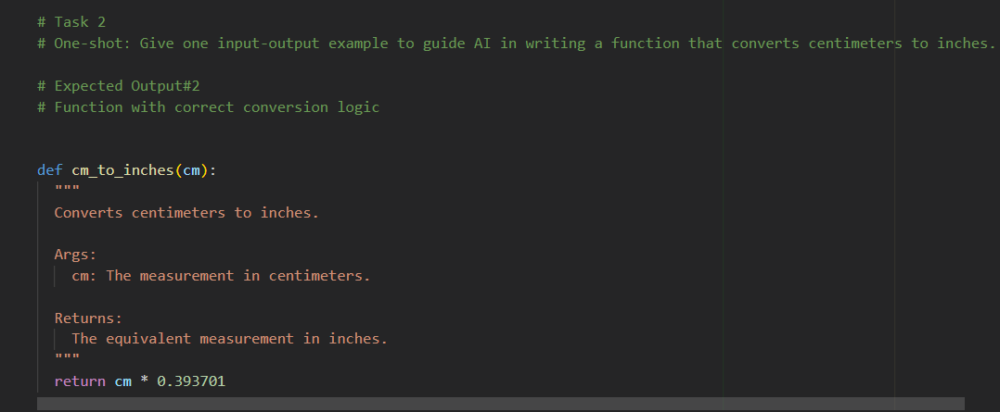 # Task 2
# One-shot: Give one input-output example to guide AI in writing a function that converts centimeters to inches.
# Expected Output#2
# Function with correct conversion logic
def cm_to_inches(cm):
"""
Converts centimeters to inches.
Args:
cm: The measurement in centimeters.
Returns:
The equivalent measurement in inches.
"""
return cm * 0.393701